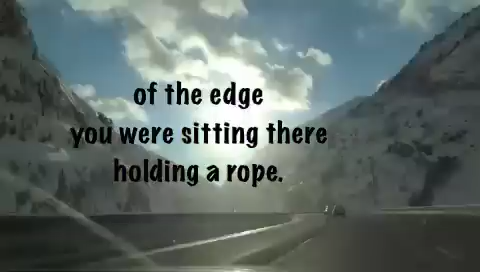 of the edge
you were sitting there
holding a rope.